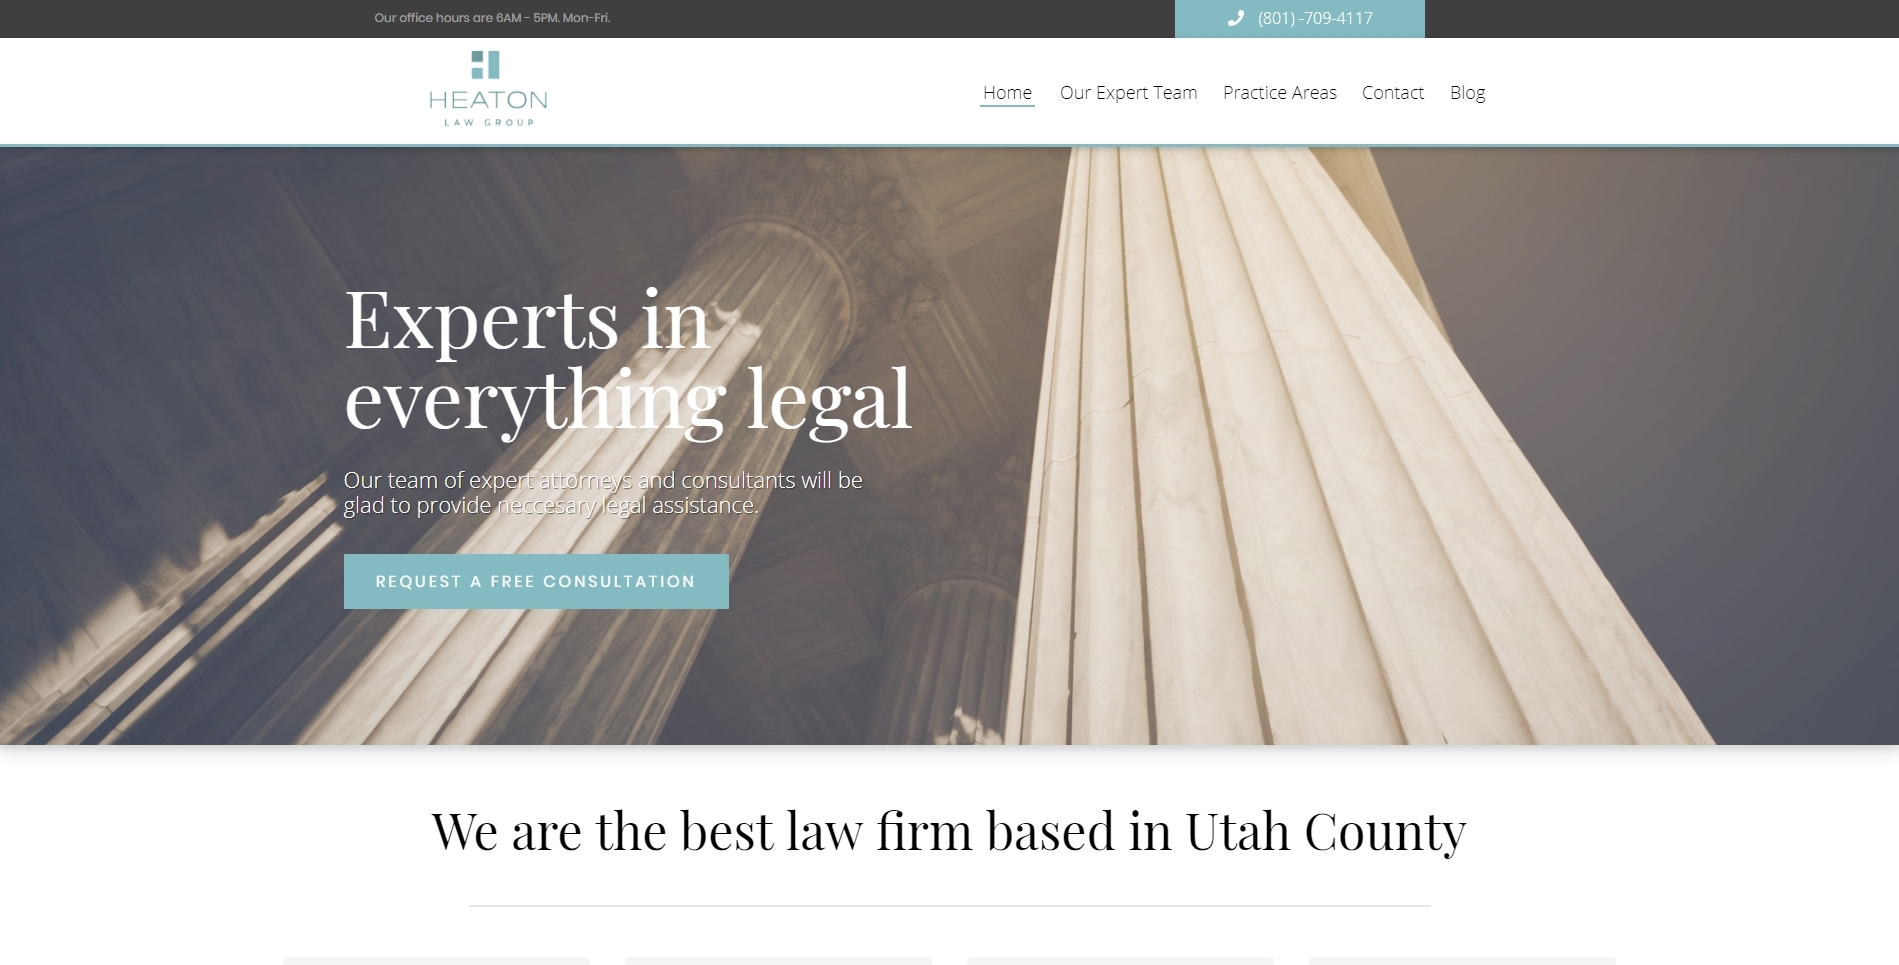 Our office hours are 6AM - 5PM. Mon-Fri.
(801) -709-4117
HEATON
LAW GROUP
Home Our Expert Team Practice Areas Contact Blog
Experts in
everything legal
Our team of expert attorneys and consultants will be
glad to provide neccesary legal assistance.
REQUEST A FREE CONSULTATION
We are the best law firm based in Utah County